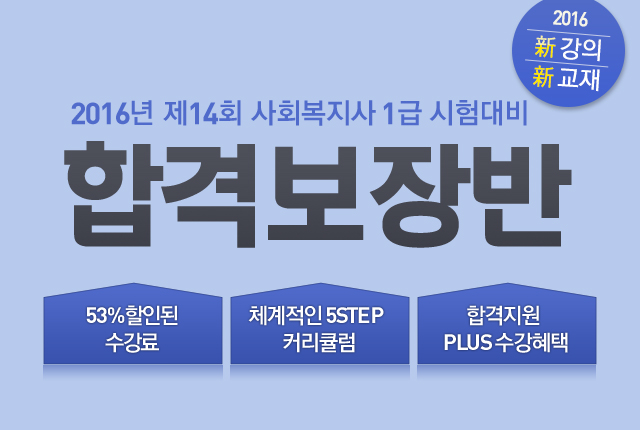 2016
新 강의
新 교재
2016년 제14회 사회복지사 1급 시험대비
합격보장반
53%할인된
수강료
체계적인 5STEP
커리큘럼
합격지원
PLUS 수강혜택